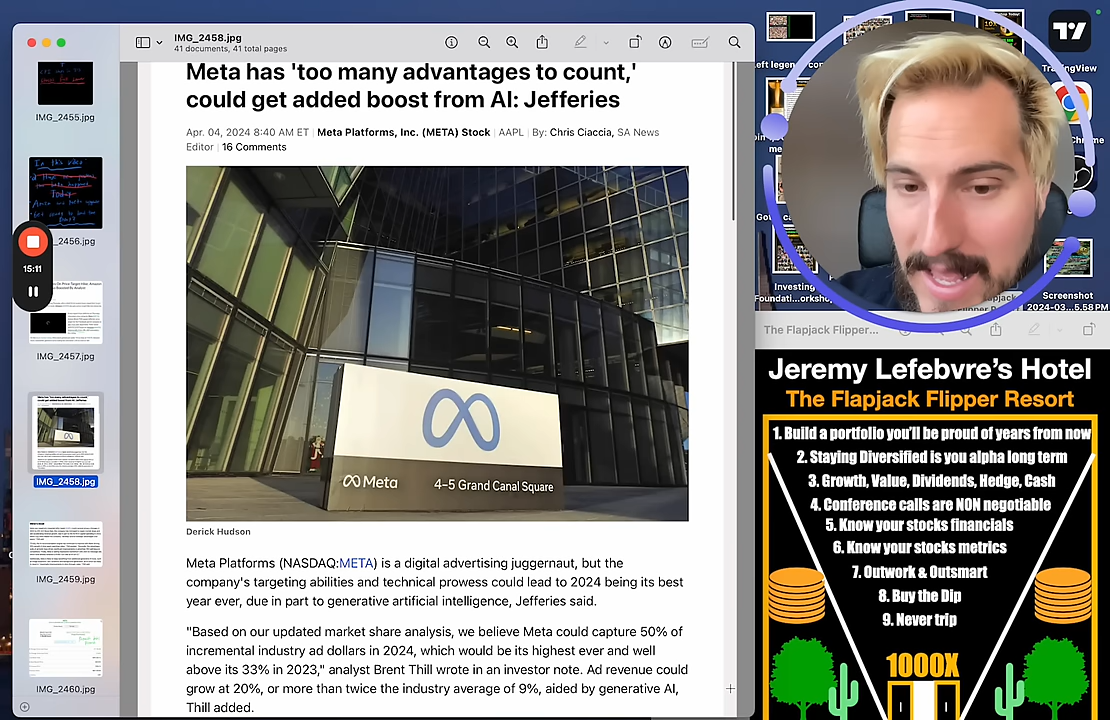 IMG_2458.jpg
41 documents, 41 total pages
IMG_2455.jpg
_2456.jpg
15:11
IMG_2457.jpg
IMG_2458.jpg
IMG_2459.jpg
IMG_2460.jpg
Meta has 'too many advantages to count,'
could get added boost from AI: Jefferies
Apr. 04, 2024 8:40 AM ET | Meta Platforms, Inc. (META) Stock | AAPL | By: Chris Ciaccia, SA News
Editor | 16 Comments
Meta
4-5 Grand Canal Square
Derick Hudson
Meta Platforms (NASDAQ:META) is a digital advertising juggernaut, but the
company's targeting abilities and technical prowess could lead to 2024 being its best
year ever, due in part to generative artificial intelligence, Jefferies said.
"Based on our updated market share analysis, we believe Meta could capture 50% of
incremental industry ad dollars in 2024, which would be its highest ever and well
above its 33% in 2023," analyst Brent Thill wrote in an investor note. Ad revenue could
grow at 20%, or more than twice the industry average of 9%, aided by generative AI,
Thill added.
TradingView
Chrome
Investing
Foundati...orksho
Screenshot
2024-03...5.58 PM
The Flapjack Flipper...
Jeremy Lefebvre's Hotel
The Flapjack Flipper Resort
1. Build a portfolio you'll be proud of years from now
2. Staying Diversified is you alpha long term
3. Growth, Value, Dividends, Hedge, Cash
4. Conference calls are NON negotiable
5. Know your stocks financials
6. Know your stocks metrics
7. Outwork & Outsmart
8. Buy the Dip
9. Never trip
1000X